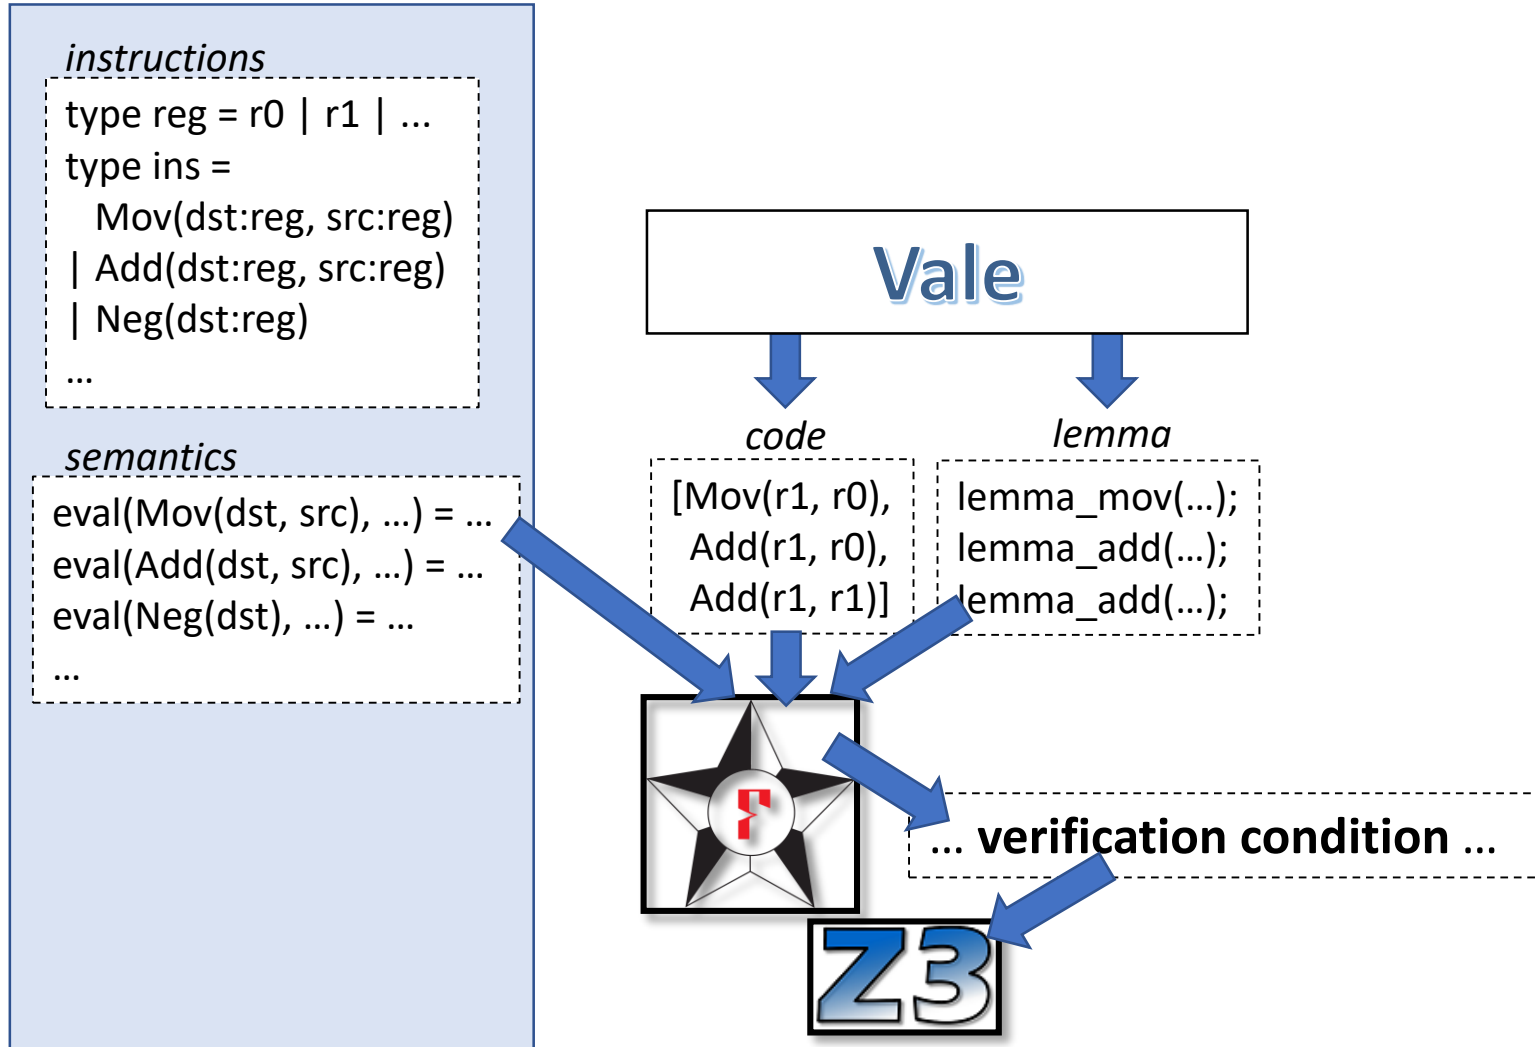 instructions
type reg = r0 | r1 | ...
type ins =
Mov(dst:reg, src:reg)
| Add(dst:reg, src:reg)
| Neg(dst:reg)
...
semantics
eval(Mov(dst, src), ...) = ...
eval(Add(dst, src), ...) = ...
eval(Neg(dst), ...) = ...
...
Vale
code
[Mov(r1, r0),
Add(r1, r0),
Add(r1, r1)]
lemma
lemma_mov(...);
lemma_add(...);
lemma_add(...);
F
... verification condition ...
Z3